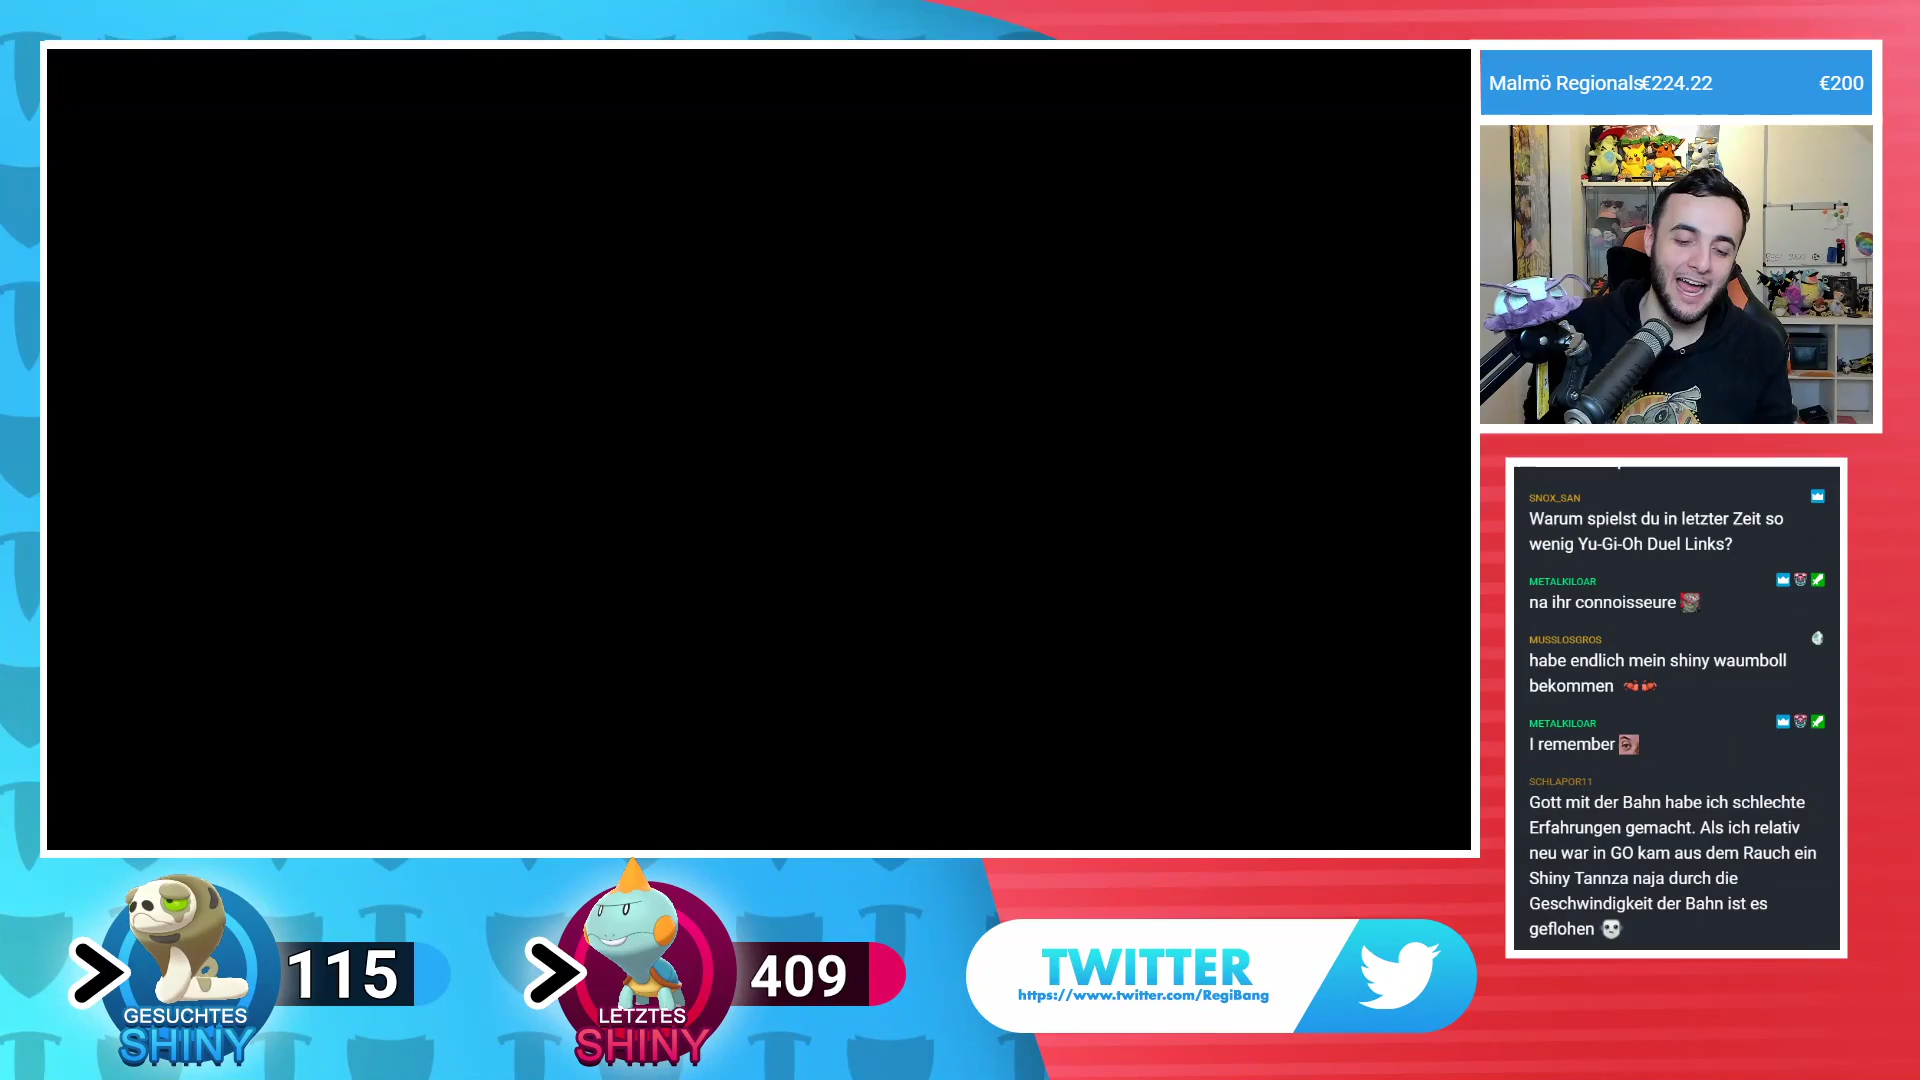 Malmö Regionals€224.22 €200
SNOX_SAN
Warum spielst du in letzter Zeit so
wenig Yu-Gi-Oh Duel Links?
METALKILOAR
na ihr connoisseure
MUSSLOSGROS
habe endlich mein shiny waumboll
bekommen
METALKILOAR
I remember
SCHLAPOR11
Gott mit der Bahn habe ich schlechte
Erfahrungen gemacht. Als ich relativ
neu war in GO kam aus dem Rauch ein
Shiny Tannza naja durch die
Geschwindigkeit der Bahn ist es
geflohen
115
GESUCHTES
SHINY
409
LETZTES
SHINY
TWITTER
https://www.twitter.com/RegiBang